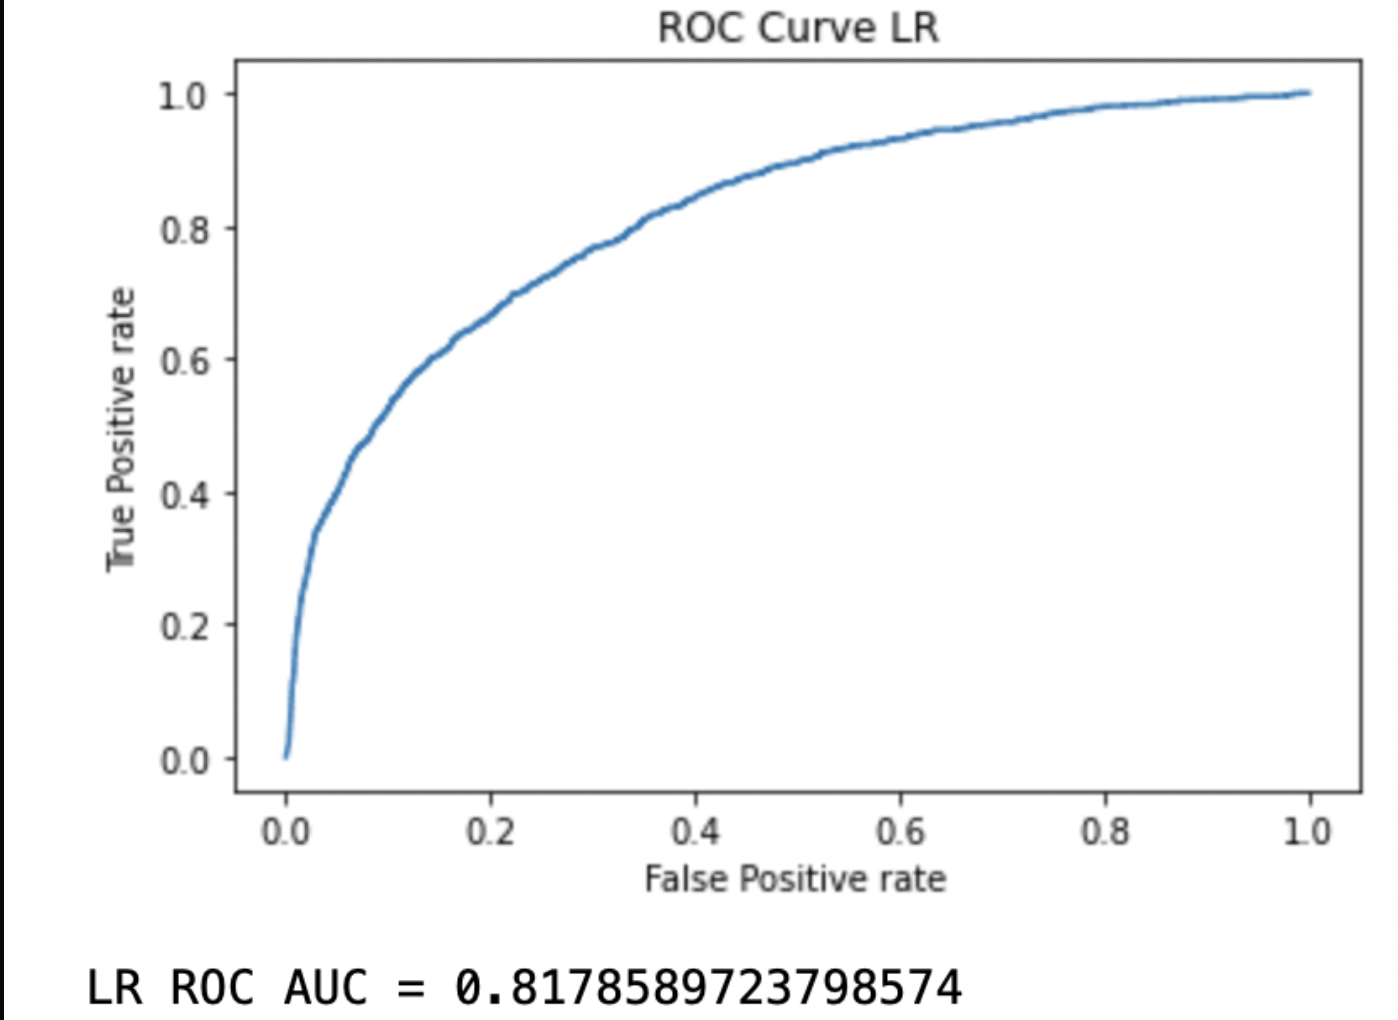 ROC Curve LR
1.0
0.8
0.6
0.4
0.2
0.0
True Positive rate
0.0 0.2 0.4 0.6 0.8 1.0
False Positive rate
LR ROC AUC = 0.8178589723798574